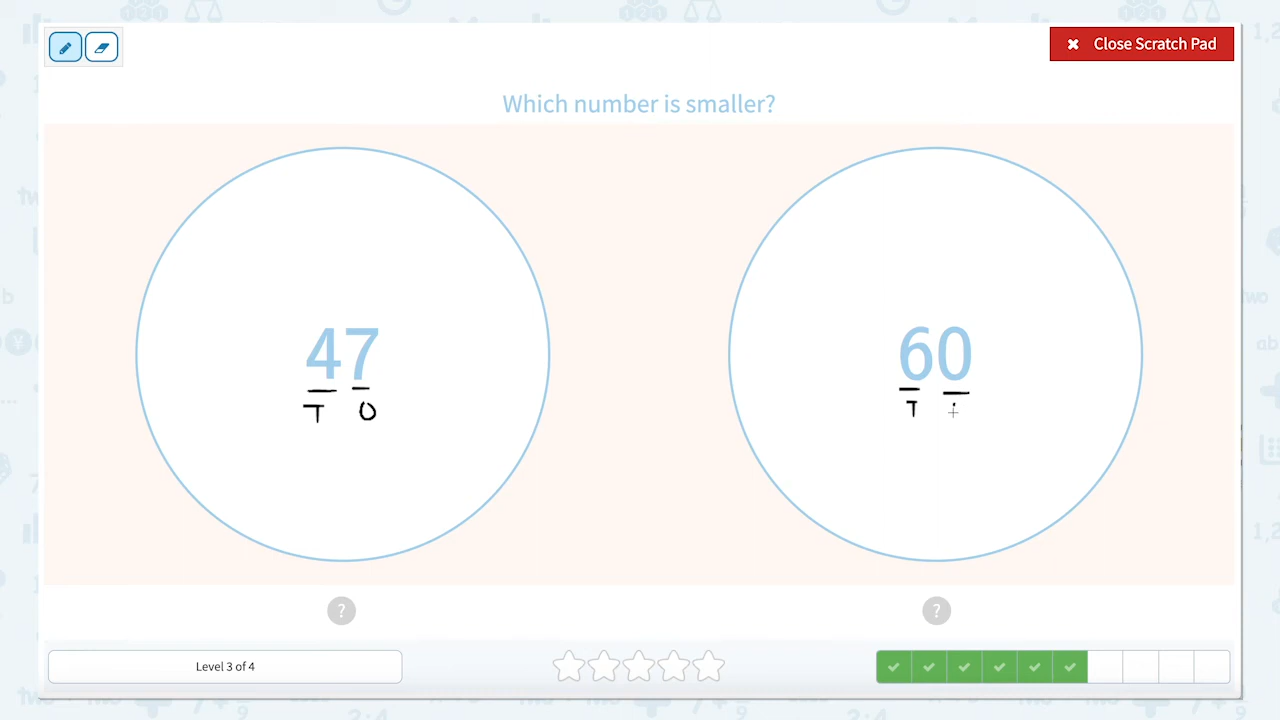 ✖ Close Scratch Pad
Which number is smaller?
47
60
T O
T
?
?
Level 3 of 4